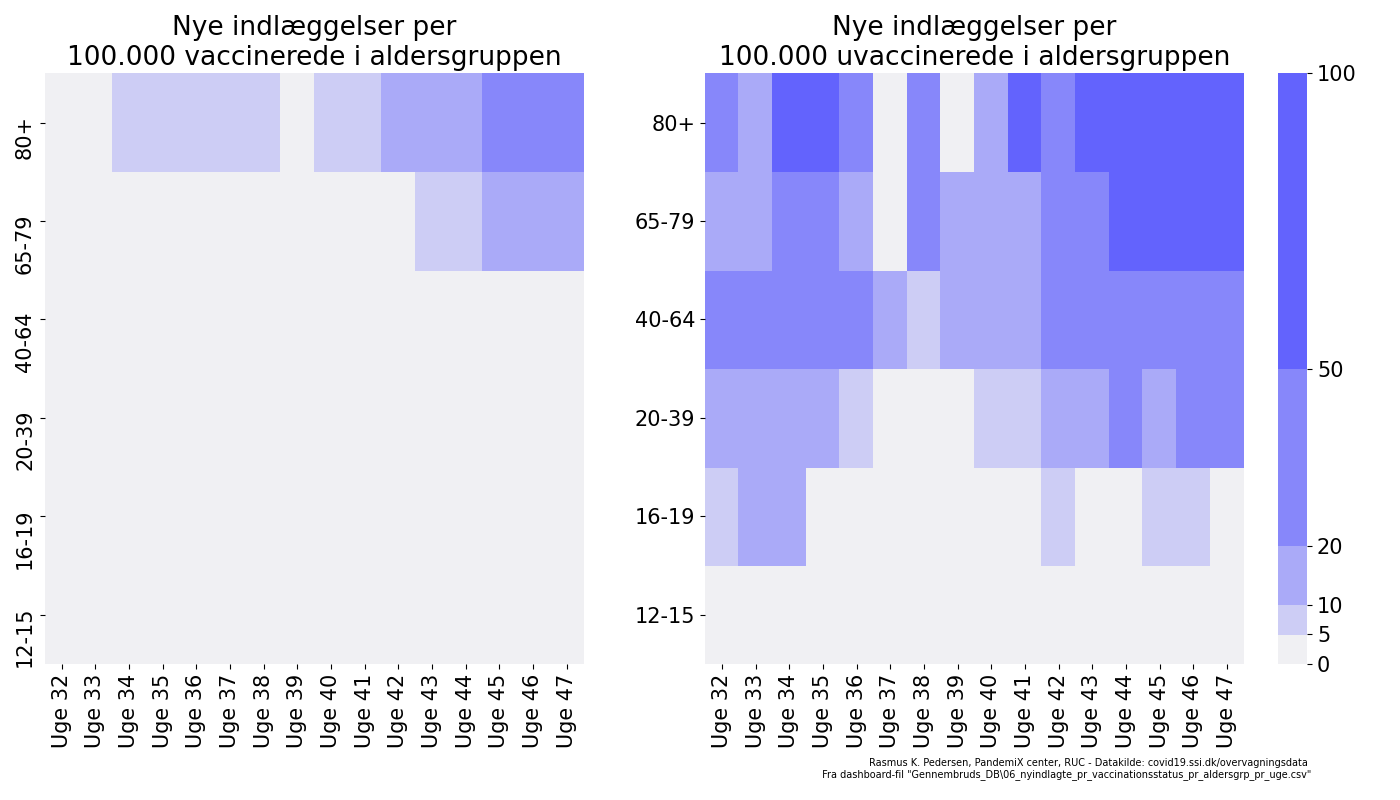 Nye indlæggelser per
100.000 vaccinerede i aldersgruppen
80+
65-79
40-64
20-39
16-19
12-15
Uge 32
Uge 33
Uge 34
Uge 35
Uge 36
Uge 37
Uge 38
Uge 39
Uge 40
Uge 41
Uge 42
Uge 43
Uge 44
Uge 45
Uge 46
Uge 47
Nye indlæggelser per
100.000 uvaccinerede i aldersgruppen
80+
65-79
40-64
20-39
16-19
12-15
Uge 32
Uge 33
Uge 34
Uge 35
Uge 36
Uge 37
Uge 38
Uge 39
Uge 40
Uge 41
Uge 42
Uge 43
Uge 44
Uge 45
Uge 46
Uge 47
100
50
20
10
5
0
Rasmus K. Pedersen, PandemiX center, RUC - Datakilde: covid19.ssi.dk/overvagningsdata
Fra dashboard-fil "Gennembruds_DB\06_nyindlagte_pr_vaccinationsstatus_pr_aldersgrp_pr_uge.csv"